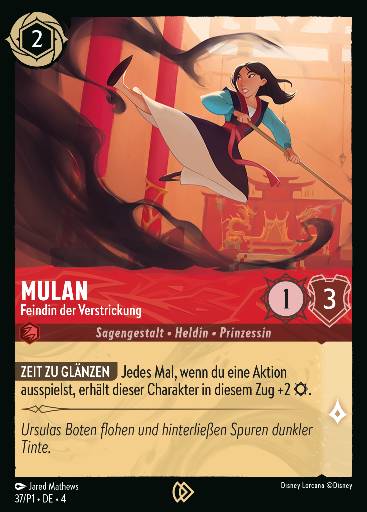 2
MULAN
Feindin der Verstrickung
1
3
Sagengestalt • Heldin • Prinzessin
ZEIT ZU GLÄNZEN Jedes Mal, wenn du eine Aktion
ausspielst, erhält dieser Charakter in diesem Zug +2 .
Ursulas Boten flohen und hinterließen Spuren dunkler
Tinte.
Jared Mathews
37/P1 • DE • 4
Disney Lorcana ©Disney